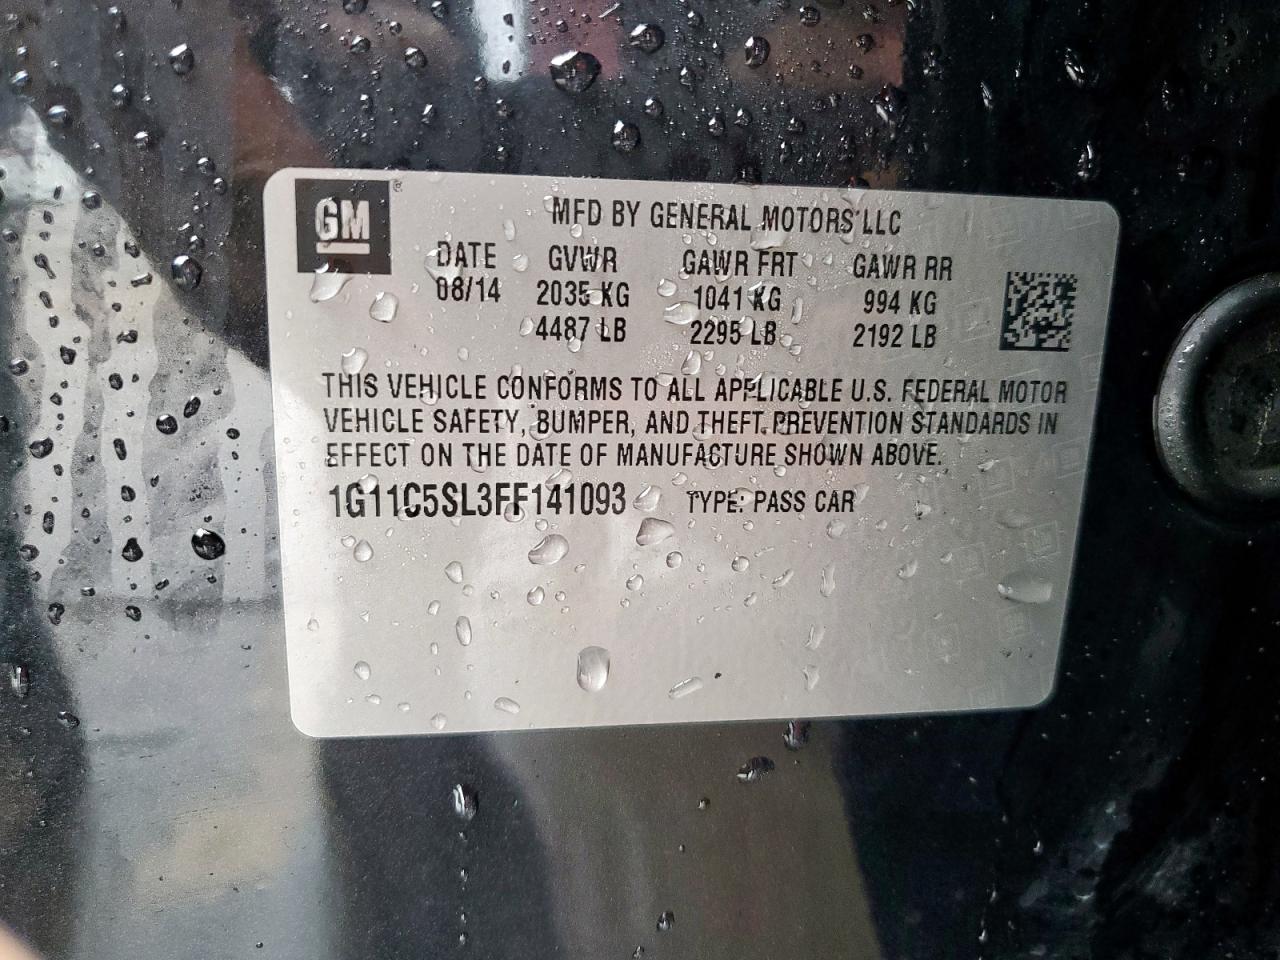 GM
®
MFD BY GENERAL MOTORS LLC
DATE GVWR GAWR FRT GAWR RR
08/14 2035 KG 1041 KG 994 KG
4487 LB 2295 LB 2192 LB
THIS VEHICLE CONFORMS TO ALL APPLICABLE U.S. FEDERAL MOTOR
VEHICLE SAFETY, BUMPER, AND THEFT PREVENTION STANDARDS IN
EFFECT ON THE DATE OF MANUFACTURE SHOWN ABOVE.
1G11C5SL3FF141093 TYPE: PASS CAR